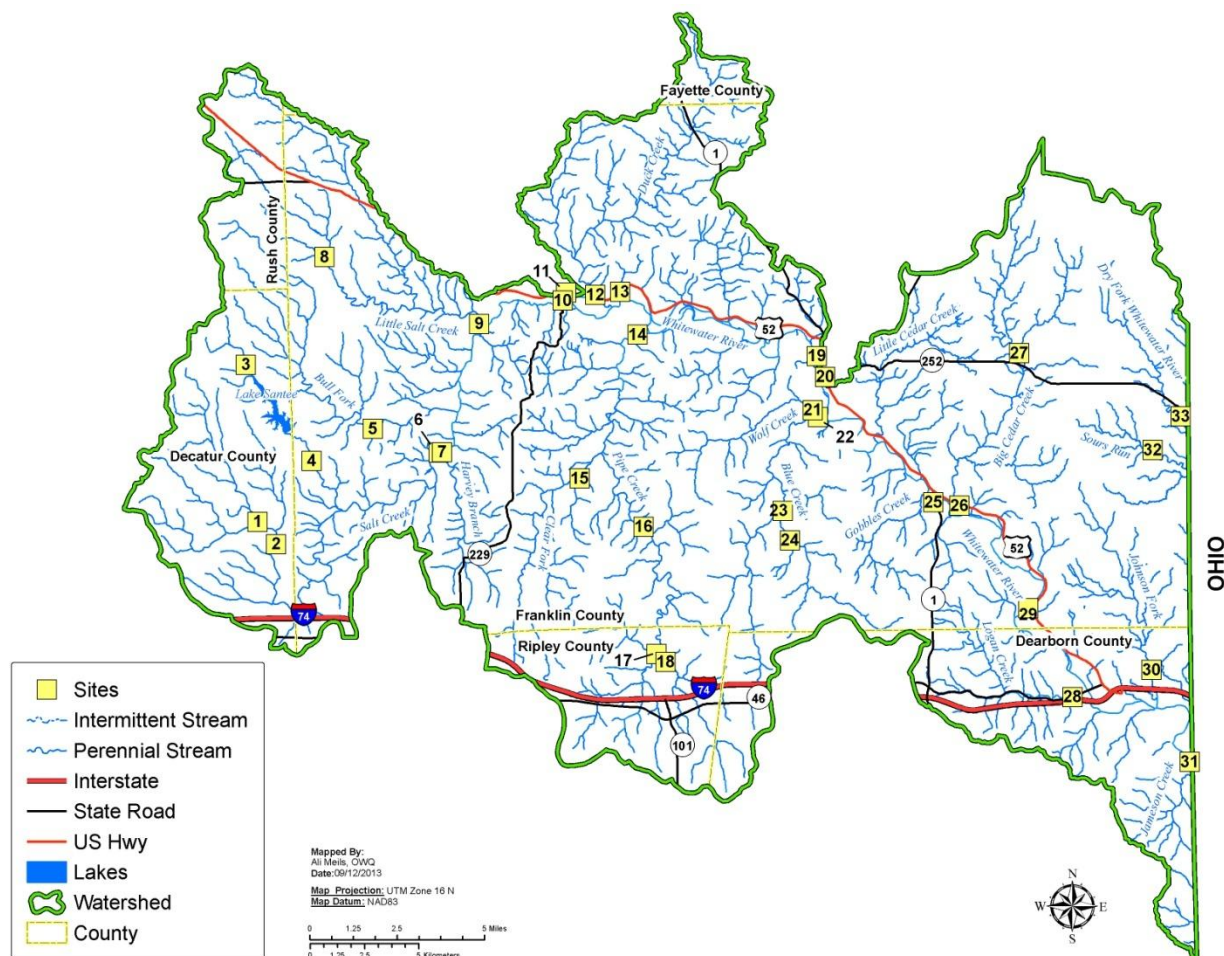 Fayette County
1
Duck Creek
Rush County
8
11
10
12
13
Dry Fork Whitewater River
Little Salt Creek
9
14
Whitewater River
52
Little Cedar Creek
252
27
19
20
3
Lake Santee
Bull Fork
21
22
Wolf Creek
Big Cedar Creek
33
Sours Run
32
5
6
7
4
Decatur County
Harvey Branch
15
Pipe Creek
Blue Creek
23
24
Gobbles Creek
25
26
1
2
Salt Creek
229
Clear Fork
16
Whitewater River
52
Johnson Fork
OHIO
74
Franklin County
1
29
Ripley County
17
18
Dearborn County
Logan Creek
30
28
74
46
101
31
Jameson Creek
Sites
Intermittent Stream
Perennial Stream
Interstate
State Road
US Hwy
Lakes
Watershed
County
Mapped By:
Ali Meils, OWQ
Date:09/12/2013
Map Projection: UTM Zone 16 N
Map Datum: NAD83
0 1.25 2.5 5 Miles
0 1.25 2.5 5 Kilometers
N
W E
S